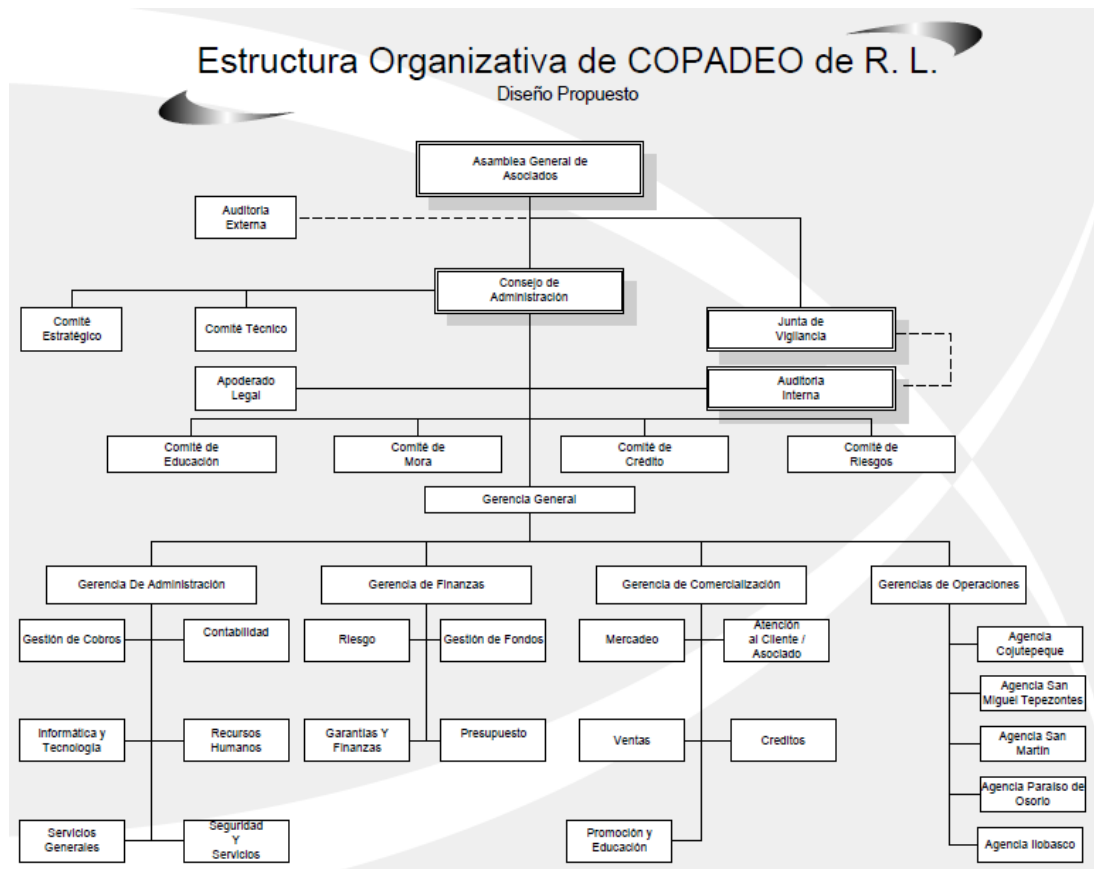 Estructura Organizativa de COPADEO de R. L.
Diseño Propuesto
Asamblea General de
Asociados
Auditoria
Externa
Consejo de
Administración
Comité
Estratégico
Comité Técnico
Junta de
Vigilancia
Apoderado
Legal
Auditoria
Interna
Comité de
Educación
Comité de
Mora
Comité de
Crédito
Comité de
Riesgos
Gerencia General
Gerencia De Administración
Gerencia de Finanzas
Gerencia de Comercialización
Gerencias de Operaciones
Gestión de Cobros
Contabilidad
Riesgo
Gestión de Fondos
Mercadeo
Atención
al Cliente /
Asociado
Agencia
Cojutepeque
Agencia San
Miguel Tepezontes
Informática y
Tecnología
Recursos
Humanos
Garantías Y
Finanzas
Presupuesto
Ventas
Creditos
Agencia San
Martín
Agencia Paraíso de
Osorio
Servicios
Generales
Seguridad
Y
Servicios
Promoción y
Educación
Agencia Ilobasco